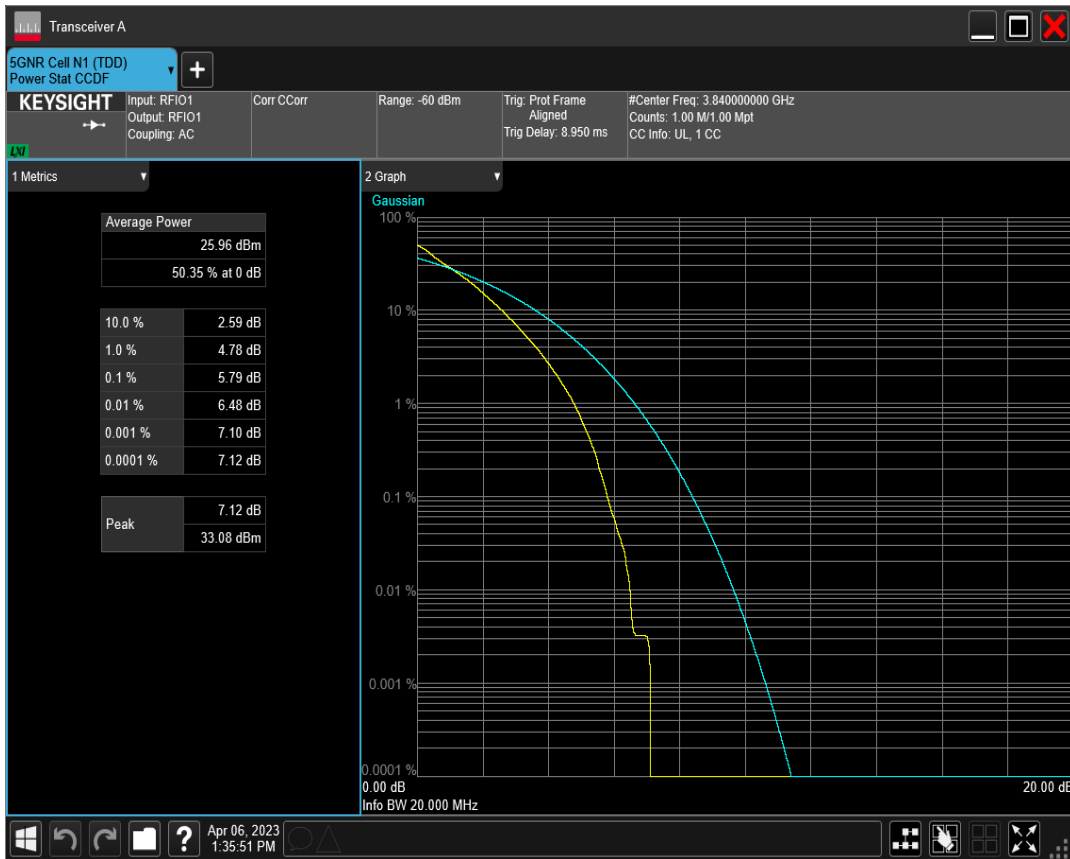 Transceiver A
5GNR Cell N1 (TDD)
Power Stat CCDF
+
KEYSIGHT
LXI
Input: RFIO1
Output: RFIO1
Coupling: AC
Corr CCorr
Range: -60 dBm
Trig: Prot Frame
Aligned
Trig Delay: 8.950 ms
#Center Freq: 3.840000000 GHz
Counts: 1.00 M/1.00 Mpt
CC Info: UL, 1 CC
1 Metrics
Average Power
25.96 dBm
50.35 % at 0 dB
10.0 % 2.59 dB
1.0 % 4.78 dB
0.1 % 5.79 dB
0.01 % 6.48 dB
0.001 % 7.10 dB
0.0001 % 7.12 dB
Peak
7.12 dB
33.08 dBm
2 Graph
Gaussian
100 %
10 %
1 %
0.1 %
0.01 %
0.001 %
0.0001 %
0.00 dB 20.00 dB
Info BW 20.000 MHz
?
Apr 06, 2023
1:35:51 PM